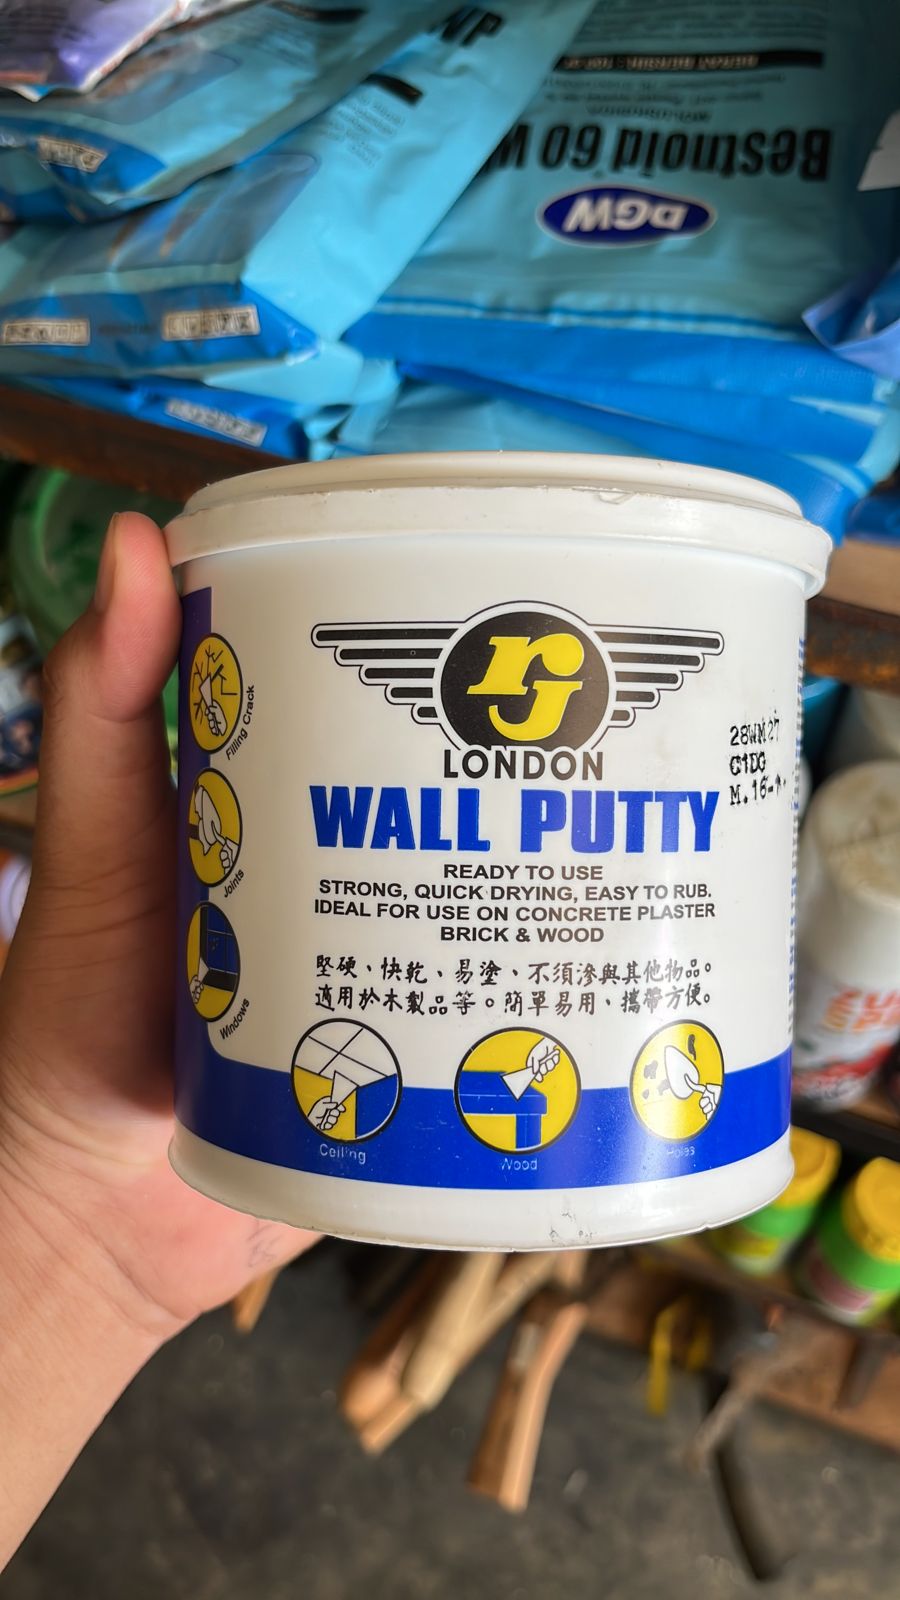 WP
Bestnoid 60 W
DGW
rj
LONDON
WALL PUTTY
READY TO USE
STRONG, QUICK DRYING, EASY TO RUB.
IDEAL FOR USE ON CONCRETE PLASTER
BRICK & WOOD
堅硬、快乾、易塗、不須滲與其他物品。
適用於木製品等。簡單易用、攜帶方便。
Filling Crack
Joints
Windows
Ceiling
Wood
Holes
28WM27
C1DG